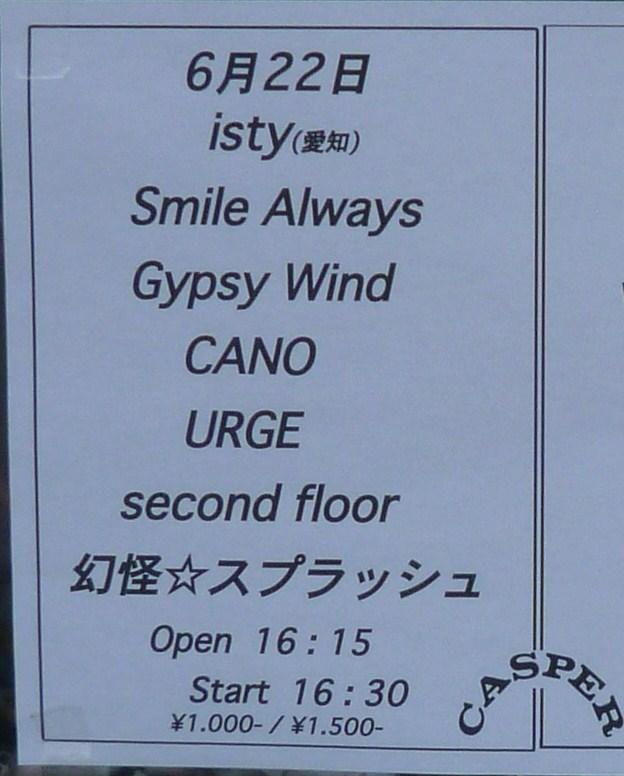 6月22日
isty(愛知)
Smile Always
Gypsy Wind
CANO
URGE
second floor
幻怪☆スプラッシュ
Open 16:15
Start 16:30
¥1.000- / ¥1.500-
CASPER